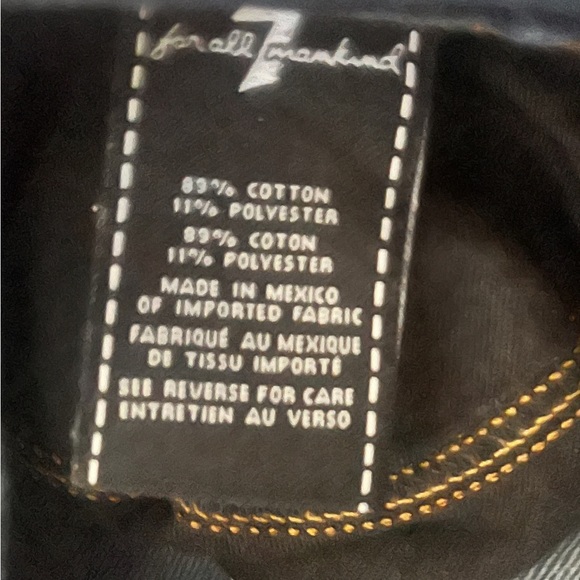 for all 7 mankind
89% COTTON
11% POLYESTER
89% COTON
11% POLYESTER
MADE IN MEXICO
OF IMPORTED FABRIC
FABRIQUÉ AU MEXIQUE
DE TISSU IMPORTÉ
SEE REVERSE FOR CARE
ENTRETIEN AU VERSO